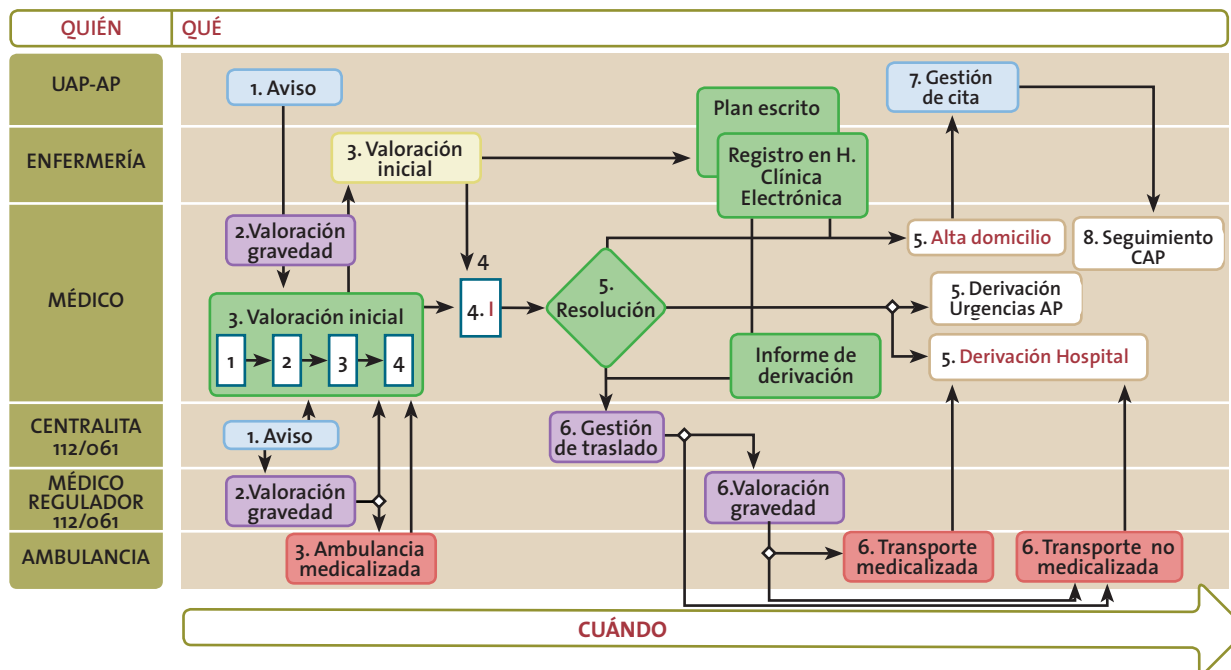 QUIÉN
QUÉ
UAP-AP
1. Aviso
7. Gestión
de cita
Plan escrito
ENFERMERÍA
3. Valoración
inicial
Registro en H.
Clínica
Electrónica
MÉDICO
2.Valoración
gravedad
5. Alta domicilio
8. Seguimiento
CAP
4
4. I
5.
Resolución
5. Derivación
Urgencias AP
3. Valoración inicial
1
2
3
4
Informe de
derivación
5. Derivación Hospital
CENTRALITA
112/061
1. Aviso
6. Gestión
de traslado
MÉDICO
REGULADOR
112/061
2.Valoración
gravedad
6.Valoración
gravedad
AMBULANCIA
3. Ambulancia
medicalizada
6. Transporte
medicalizada
6. Transporte no
medicalizada
CUÁNDO